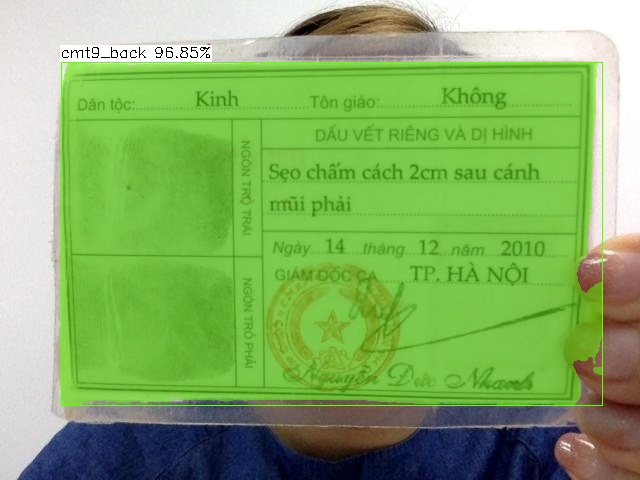 cmt9_back 96.85%
Dân tộc: Kinh Tôn giáo: Không
NGÓN TRỎ TRÁI
DẤU VẾT RIÊNG VÀ DỊ HÌNH
Sẹo chấm cách 2cm sau cánh
mũi phải
Ngày 14 tháng 12 năm 2010
GIÁM ĐỐC CA TP. HÀ NỘI
NGÓN TRỎ PHẢI
Nguyễn Đức Nhanh